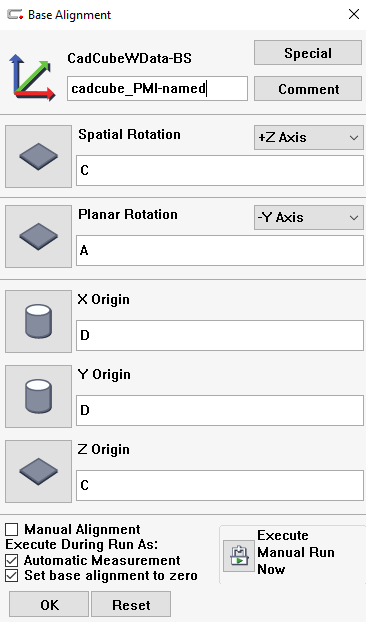 Base Alignment
CadCubeWData-BS
Special
cadcube_PMI-named
Comment
Spatial Rotation
+Z Axis
C
Planar Rotation
-Y Axis
A
X Origin
D
Y Origin
D
Z Origin
C
Manual Alignment
Execute During Run As:
Automatic Measurement
Set base alignment to zero
Execute
Manual Run
Now
OK
Reset